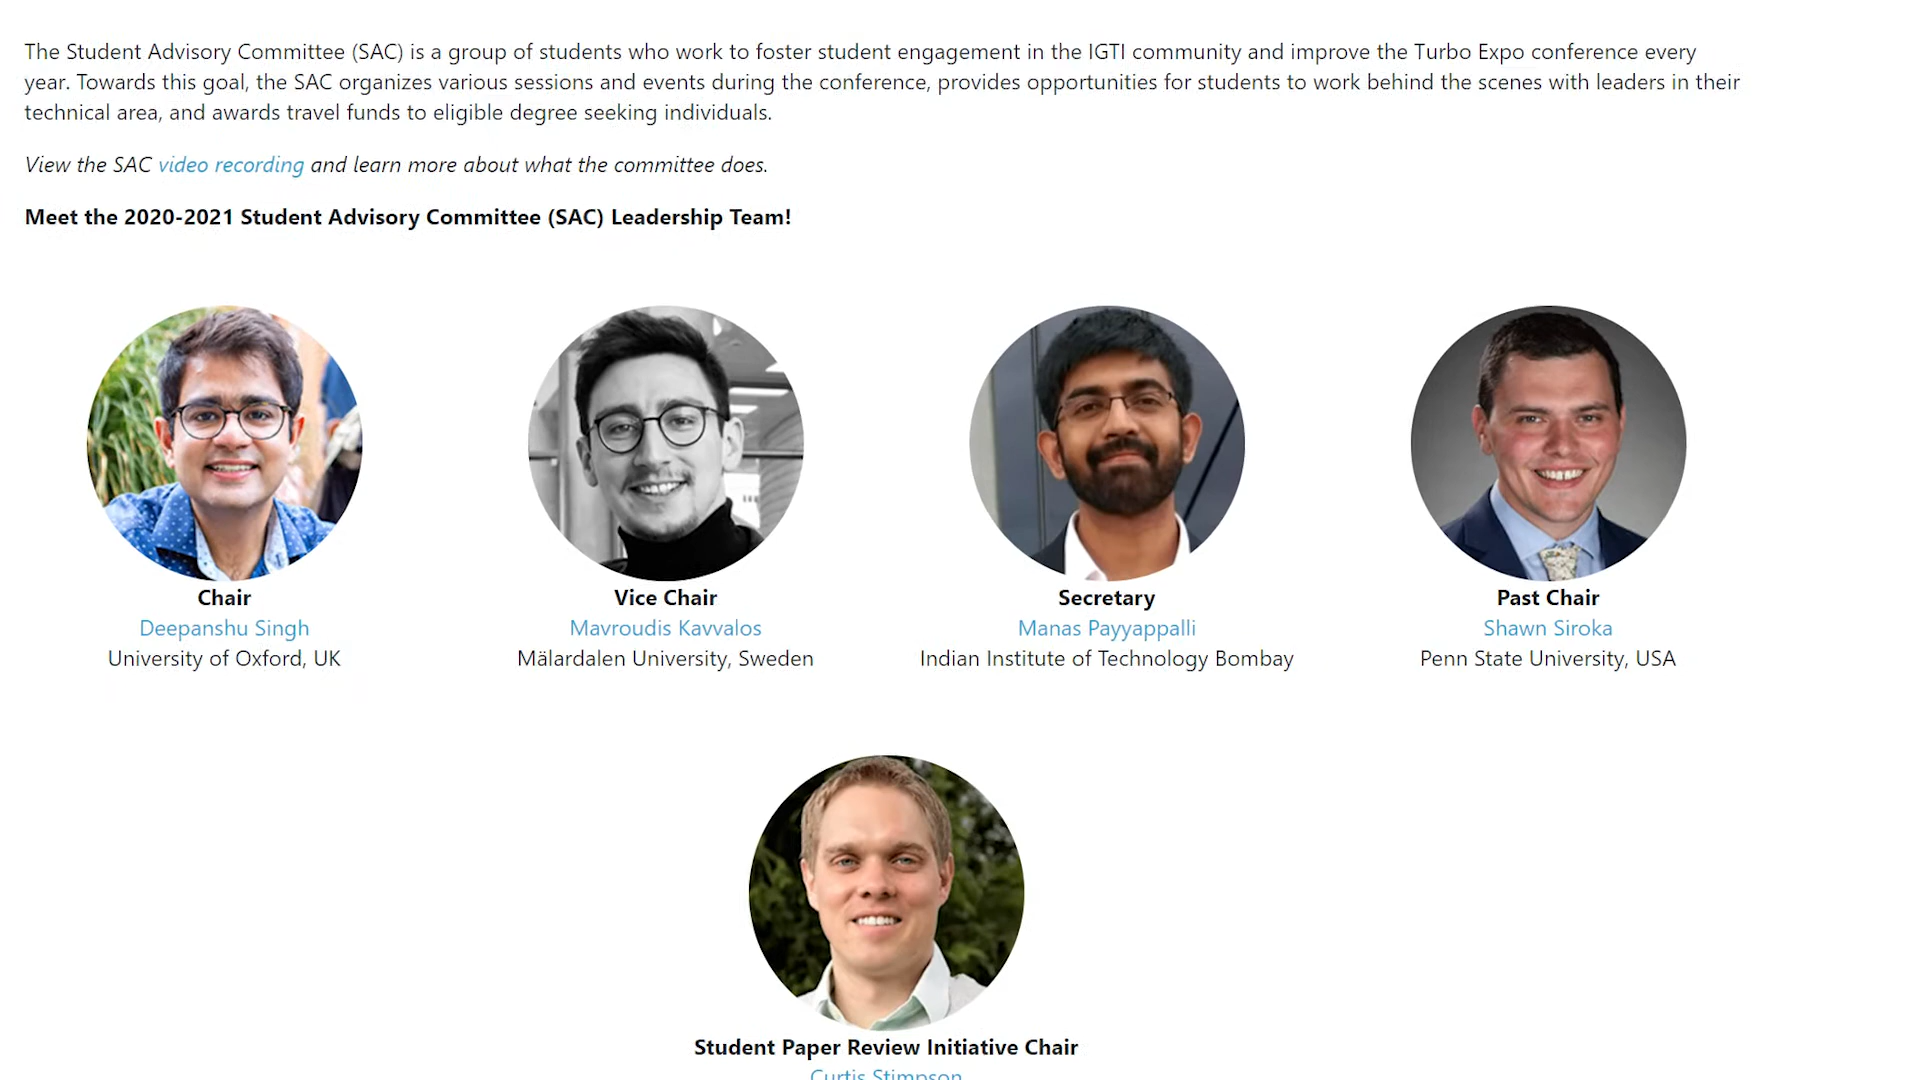 The Student Advisory Committee (SAC) is a group of students who work to foster student engagement in the IGTI community and improve the Turbo Expo conference every
year. Towards this goal, the SAC organizes various sessions and events during the conference, provides opportunities for students to work behind the scenes with leaders in their
technical area, and awards travel funds to eligible degree seeking individuals.
View the SAC video recording and learn more about what the committee does.
Meet the 2020-2021 Student Advisory Committee (SAC) Leadership Team!
Chair
Deepanshu Singh
University of Oxford, UK
Vice Chair
Mavroudis Kavvalos
Mälardalen University, Sweden
Secretary
Manas Payyappalli
Indian Institute of Technology Bombay
Past Chair
Shawn Siroka
Penn State University, USA
Student Paper Review Initiative Chair
Curtis Stimpson